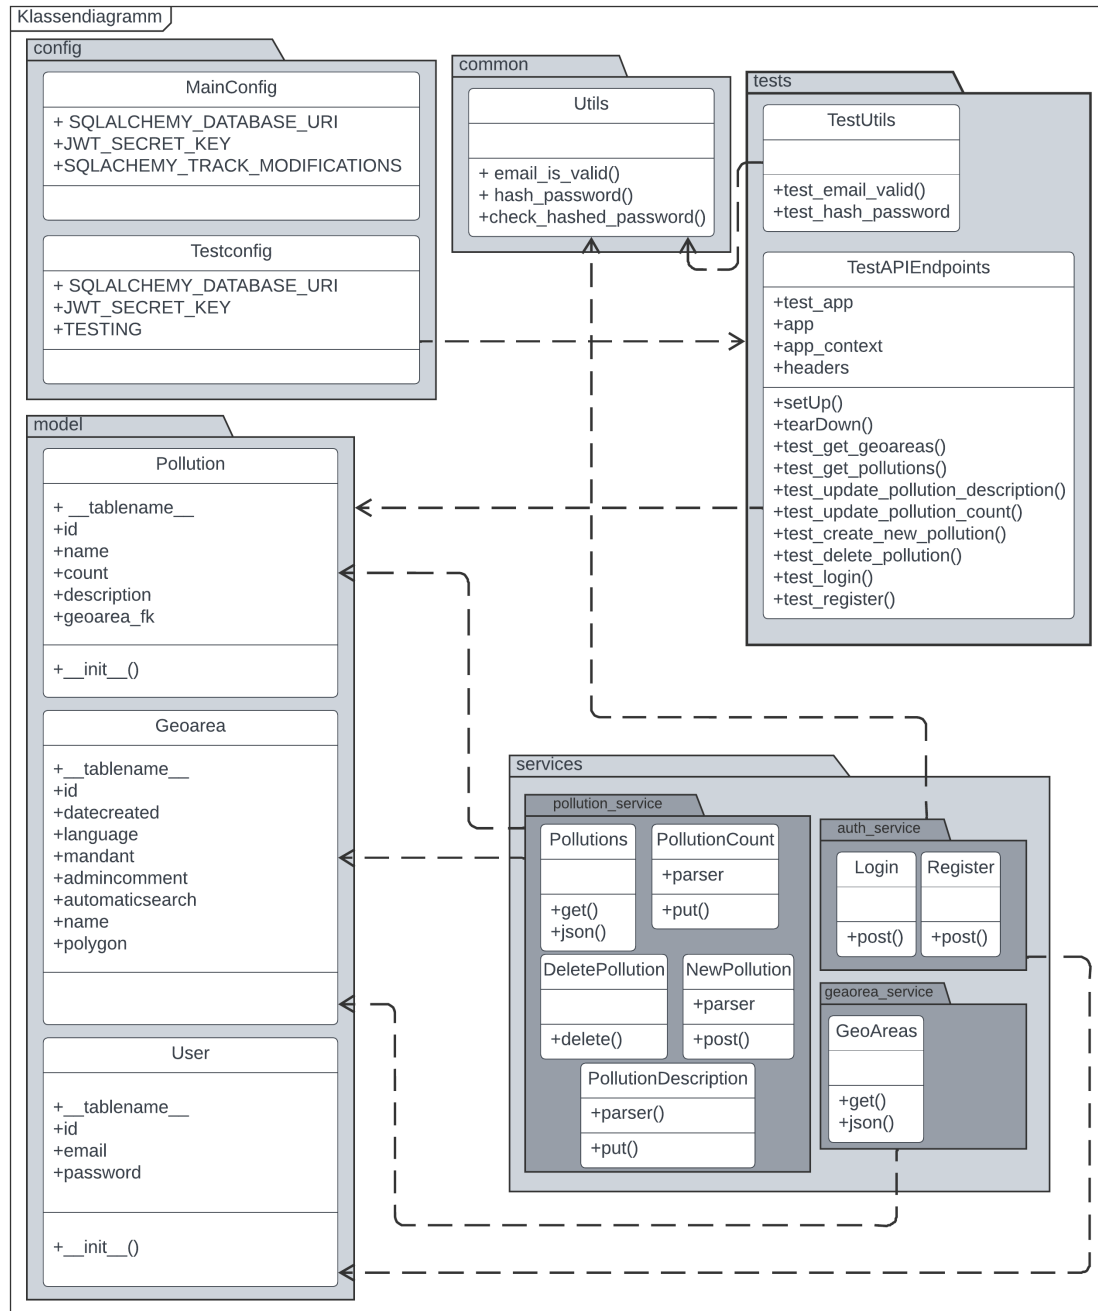 Klassendiagramm
config
MainConfig
+ SQLALCHEMY_DATABASE_URI
+JWT_SECRET_KEY
+SQLACHEMY_TRACK_MODIFICATIONS
Testconfig
+ SQLALCHEMY_DATABASE_URI
+JWT_SECRET_KEY
+TESTING
common
Utils
+ email_is_valid()
+ hash_password()
+check_hashed_password()
tests
TestUtils
+test_email_valid()
+test_hash_password
TestAPIEndpoints
+test_app
+app
+app_context
+headers
+setUp()
+tearDown()
+test_get_geoareas()
+test_get_pollutions()
+test_update_pollution_description()
+test_update_pollution_count()
+test_create_new_pollution()
+test_delete_pollution()
+test_login()
+test_register()
model
Pollution
+ __tablename__
+id
+name
+count
+description
+geoarea_fk
+__init__()
Geoarea
+__tablename__
+id
+datecreated
+language
+mandant
+admincomment
+automaticsearch
+name
+polygon
User
+__tablename__
+id
+email
+password
+__init__()
services
pollution_service
Pollutions
+get()
+json()
PollutionCount
+parser
+put()
DeletePollution
+delete()
NewPollution
+parser
+post()
PollutionDescription
+parser()
+put()
auth_service
Login
+post()
Register
+post()
geaorea_service
GeoAreas
+get()
+json()